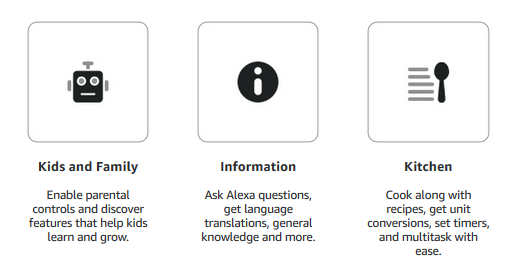 Kids and Family
Enable parental
controls and discover
features that help kids
learn and grow.
Information
Ask Alexa questions,
get language
translations, general
knowledge and more.
Kitchen
Cook along with
recipes, get unit
conversions, set timers,
and multitask with
ease.